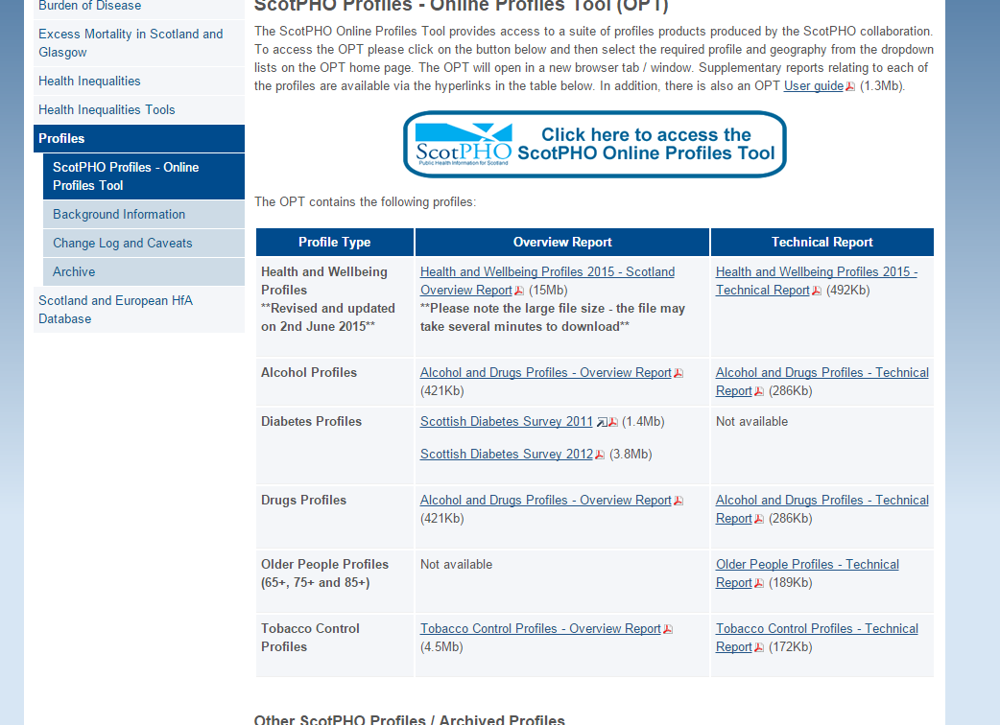 Burden of Disease
Excess Mortality in Scotland and
Glasgow
Health Inequalities
Health Inequalities Tools
Profiles
ScotPHO Profiles - Online
Profiles Tool
Background Information
Change Log and Caveats
Archive
Scotland and European HfA
Database
ScotPHO Profiles - Online Profiles Tool (OPT)
The ScotPHO Online Profiles Tool provides access to a suite of profiles products produced by the ScotPHO collaboration.
To access the OPT please click on the button below and then select the required profile and geography from the dropdown
lists on the OPT home page. The OPT will open in a new browser tab / window. Supplementary reports relating to each of
the profiles are available via the hyperlinks in the table below. In addition, there is also an OPT User guide (1.3Mb).
ScotPHO
Public Health Information for Scotland
Click here to access the
ScotPHO Online Profiles Tool
The OPT contains the following profiles:
Profile Type
Overview Report
Technical Report
Health and Wellbeing
Profiles
**Revised and updated
on 2nd June 2015**
Health and Wellbeing Profiles 2015 - Scotland
Overview Report (15Mb)
**Please note the large file size - the file may
take several minutes to download**
Health and Wellbeing Profiles 2015 -
Technical Report (492Kb)
Alcohol Profiles
Alcohol and Drugs Profiles - Overview Report
(421Kb)
Alcohol and Drugs Profiles - Technical
Report (286Kb)
Diabetes Profiles
Scottish Diabetes Survey 2011 (1.4Mb)
Scottish Diabetes Survey 2012 (3.8Mb)
Not available
Drugs Profiles
Alcohol and Drugs Profiles - Overview Report
(421Kb)
Alcohol and Drugs Profiles - Technical
Report (286Kb)
Older People Profiles
(65+, 75+ and 85+)
Not available
Older People Profiles - Technical
Report (189Kb)
Tobacco Control
Profiles
Tobacco Control Profiles - Overview Report
(4.5Mb)
Tobacco Control Profiles - Technical
Report (172Kb)
Other ScotPHO Profiles / Archived Profiles